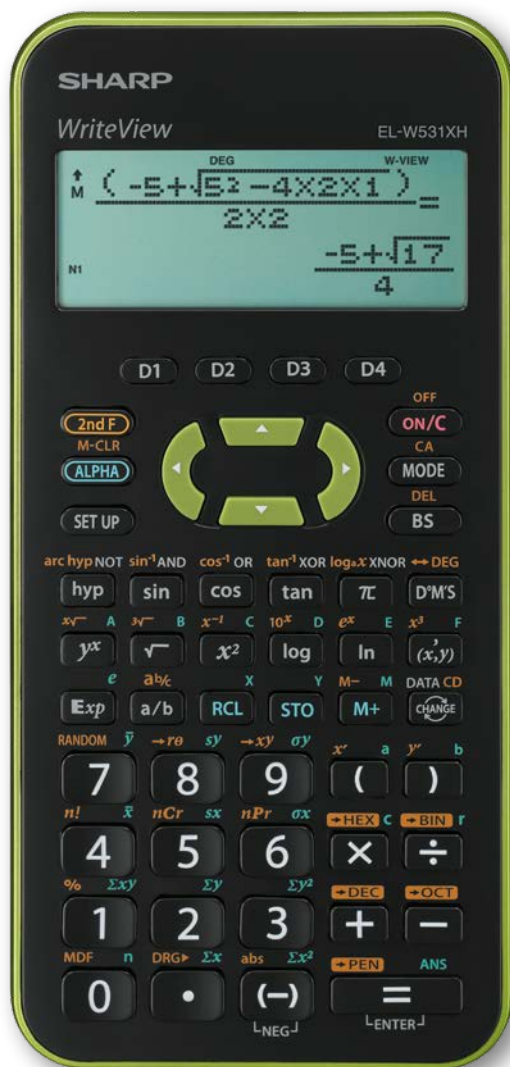 SHARP
WriteView EL-W531XH
DEG W-VIEW
M (-5+√5²-4×2×1)
2×2 =
N1 -5+√17
4
D1 D2 D3 D4
OFF
2nd F ON/C
M-CLR CA
ALPHA MODE
DEL
SET UP BS
arc hyp NOT sin⁻¹ AND cos⁻¹ OR tan⁻¹ XOR logₐx XNOR ↔DEG
hyp sin cos tan π D°M'S
ˣ√ A ³√ B x⁻¹ C 10ˣ D eˣ E x³ F
yˣ √ x² log ln (x,y)
e ab/c X Y M− M DATA CD
Exp a/b RCL STO M+ CHANGE
RANDOM ȳ →rθ sy →xy σy x′ a y′ b
7 8 9 ( )
n! x̄ nCr sx nPr σx →HEX c →BIN r
4 5 6 × ÷
% Σxy Σy Σy² →DEC →OCT
1 2 3 + −
MDF n DRG▸ Σx abs Σx² →PEN ANS
0 • (−) =
NEG ENTER